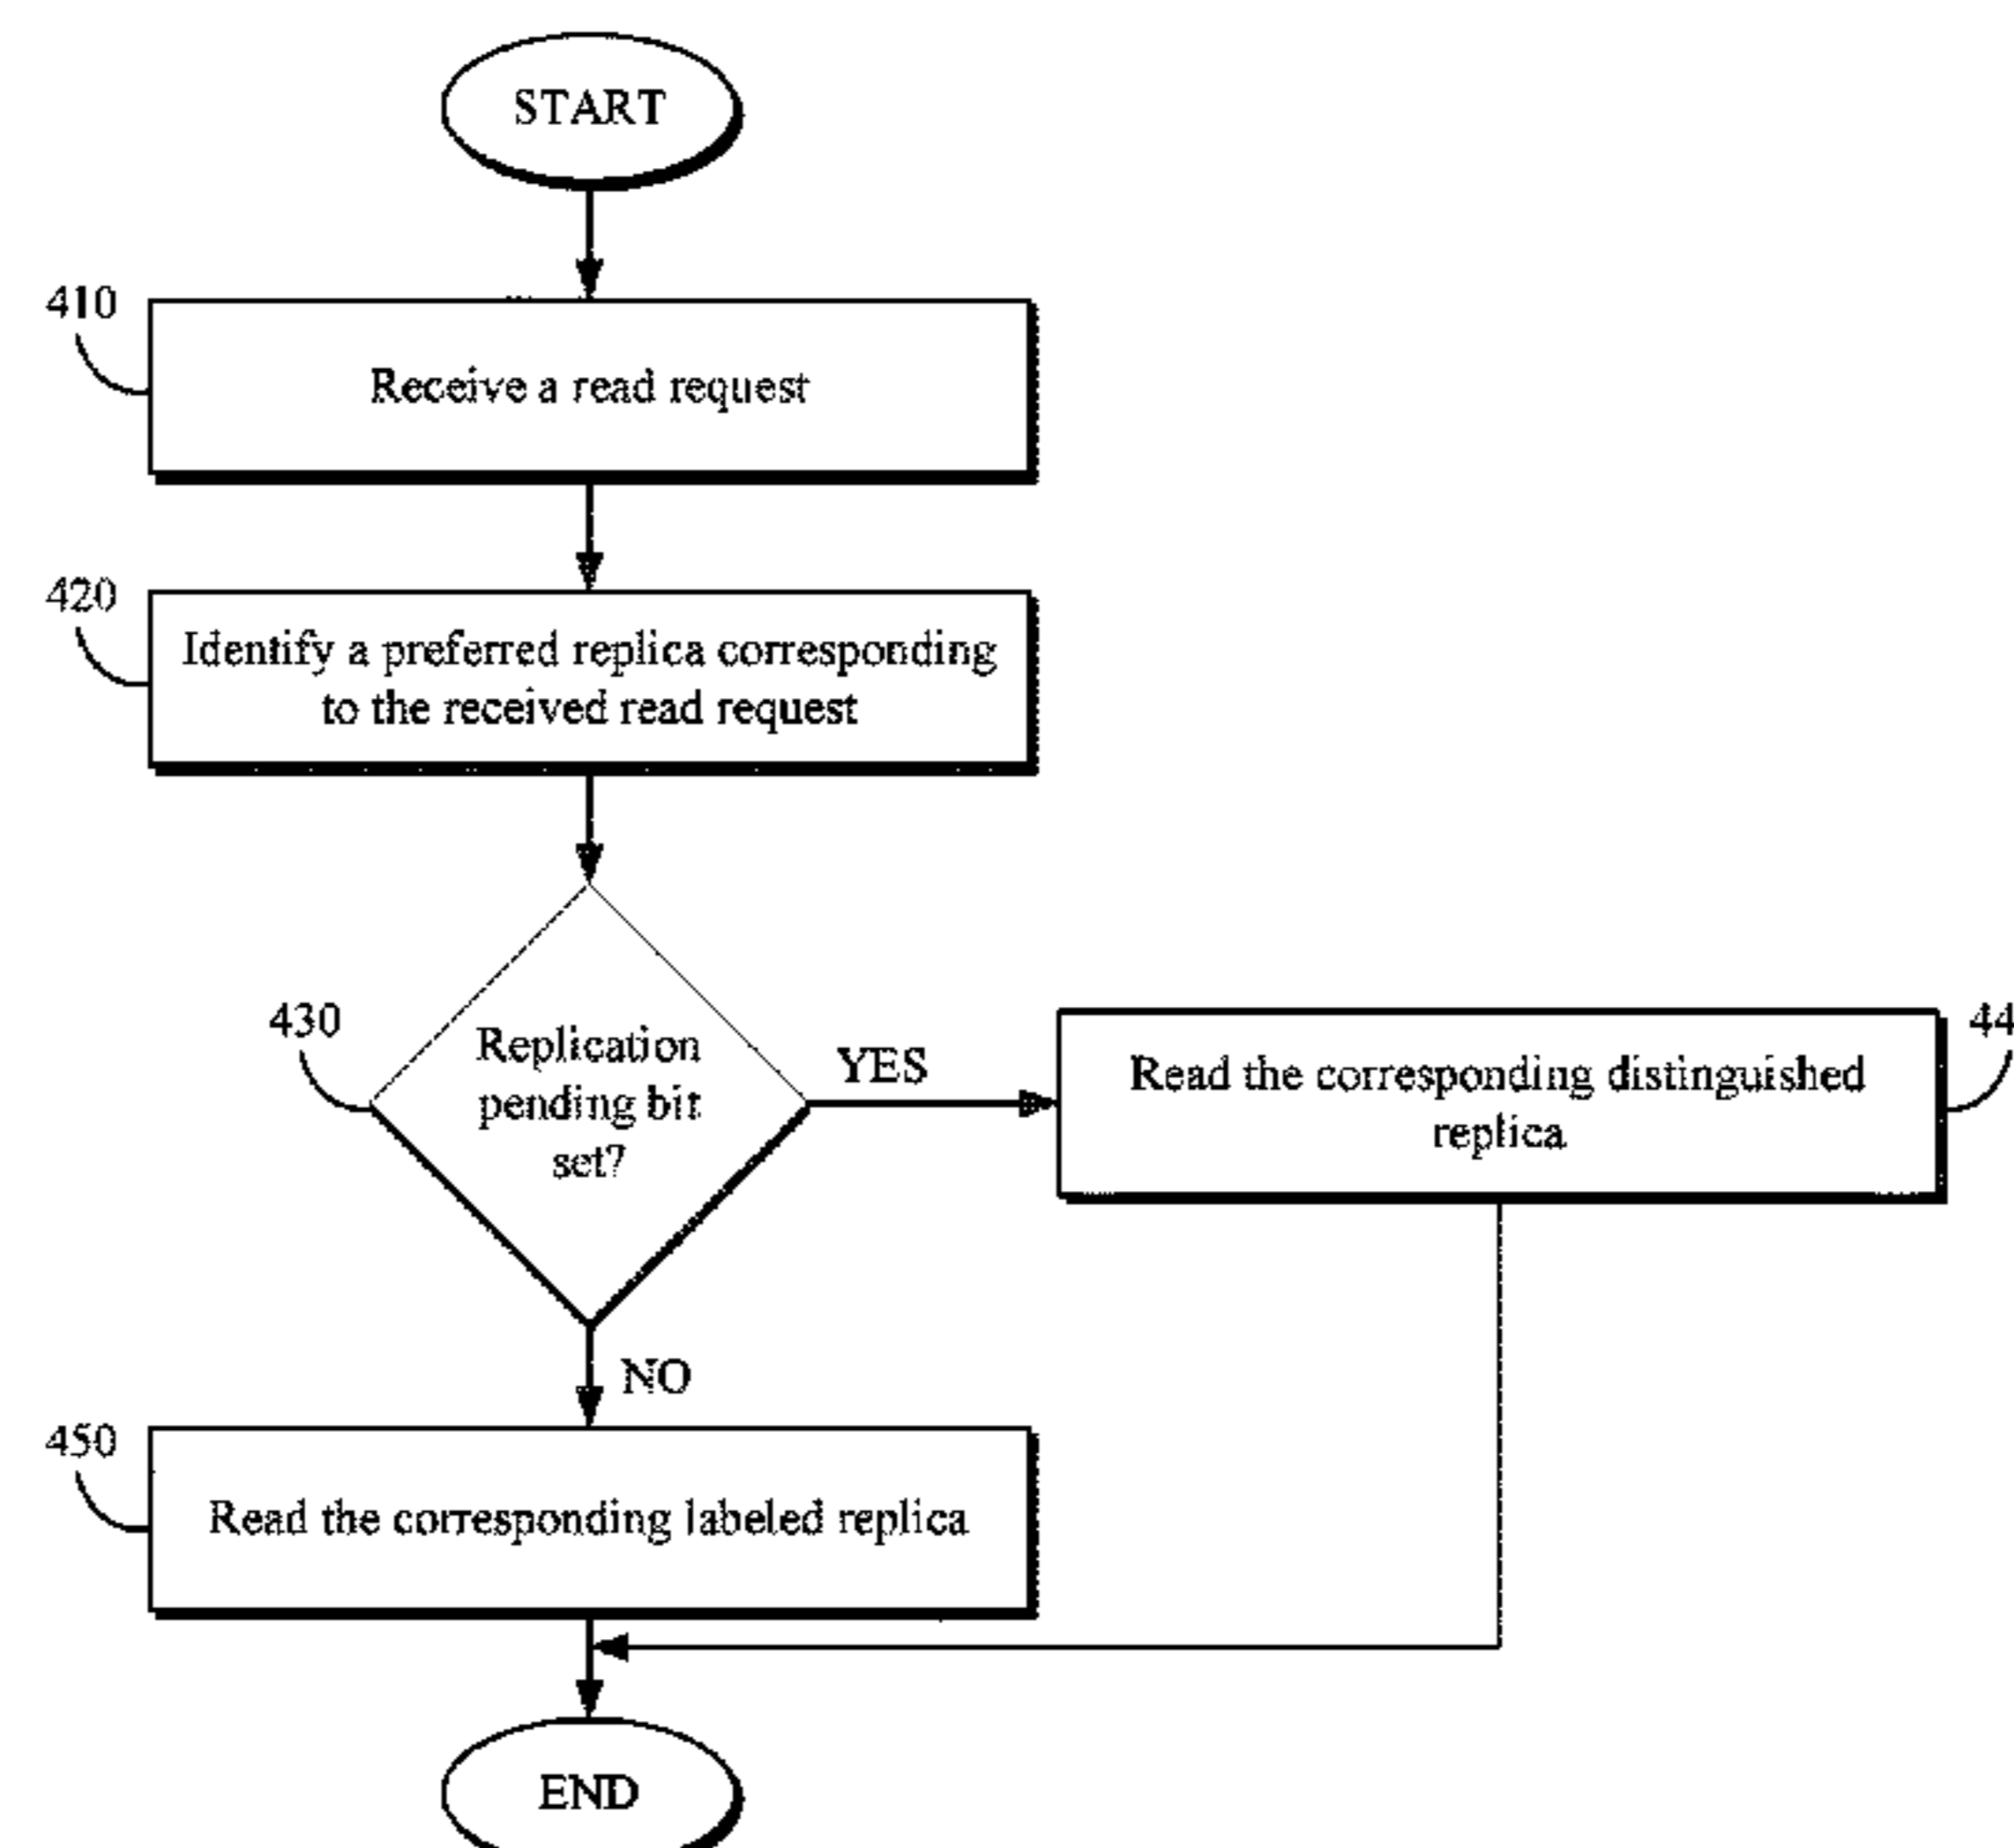 START
410
Receive a read request
420
Identify a preferred replica corresponding
to the received read request
430
Replication
pending bit
set?
YES
Read the corresponding distinguished
replica
44
NO
450
Read the corresponding labeled replica
END